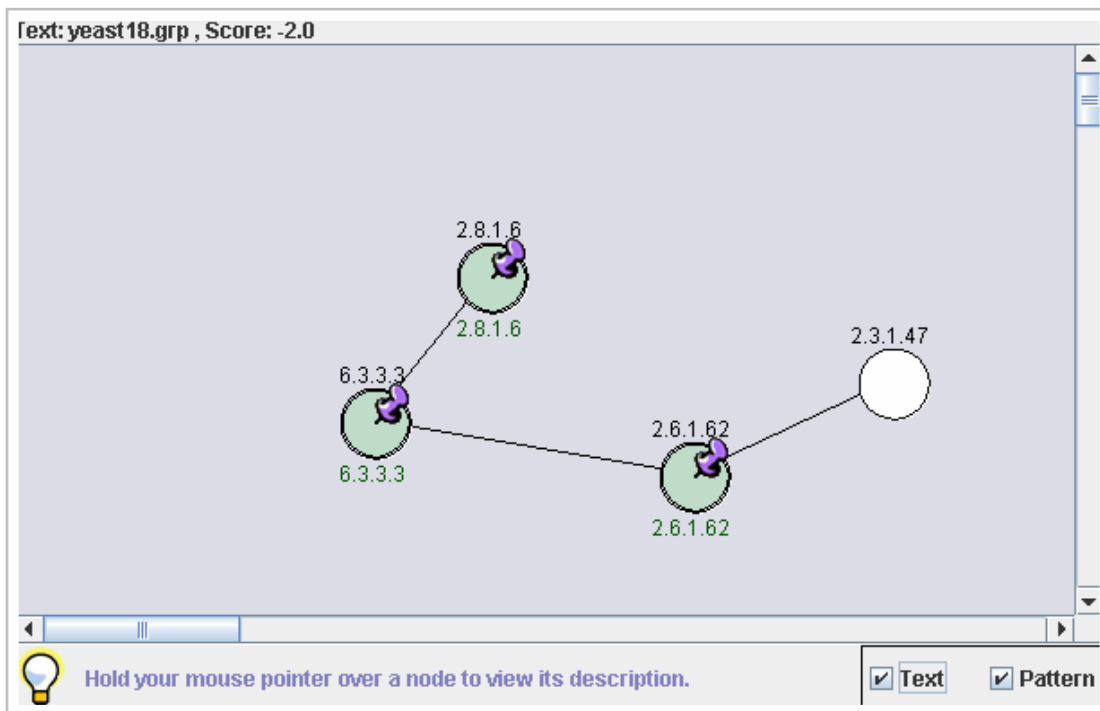 Text: yeast18.grp , Score: -2.0
2.8.1.6
2.8.1.6
2.3.1.47
6.3.3.3
6.3.3.3
2.6.1.62
2.6.1.62
Hold your mouse pointer over a node to view its description.
Text
Pattern